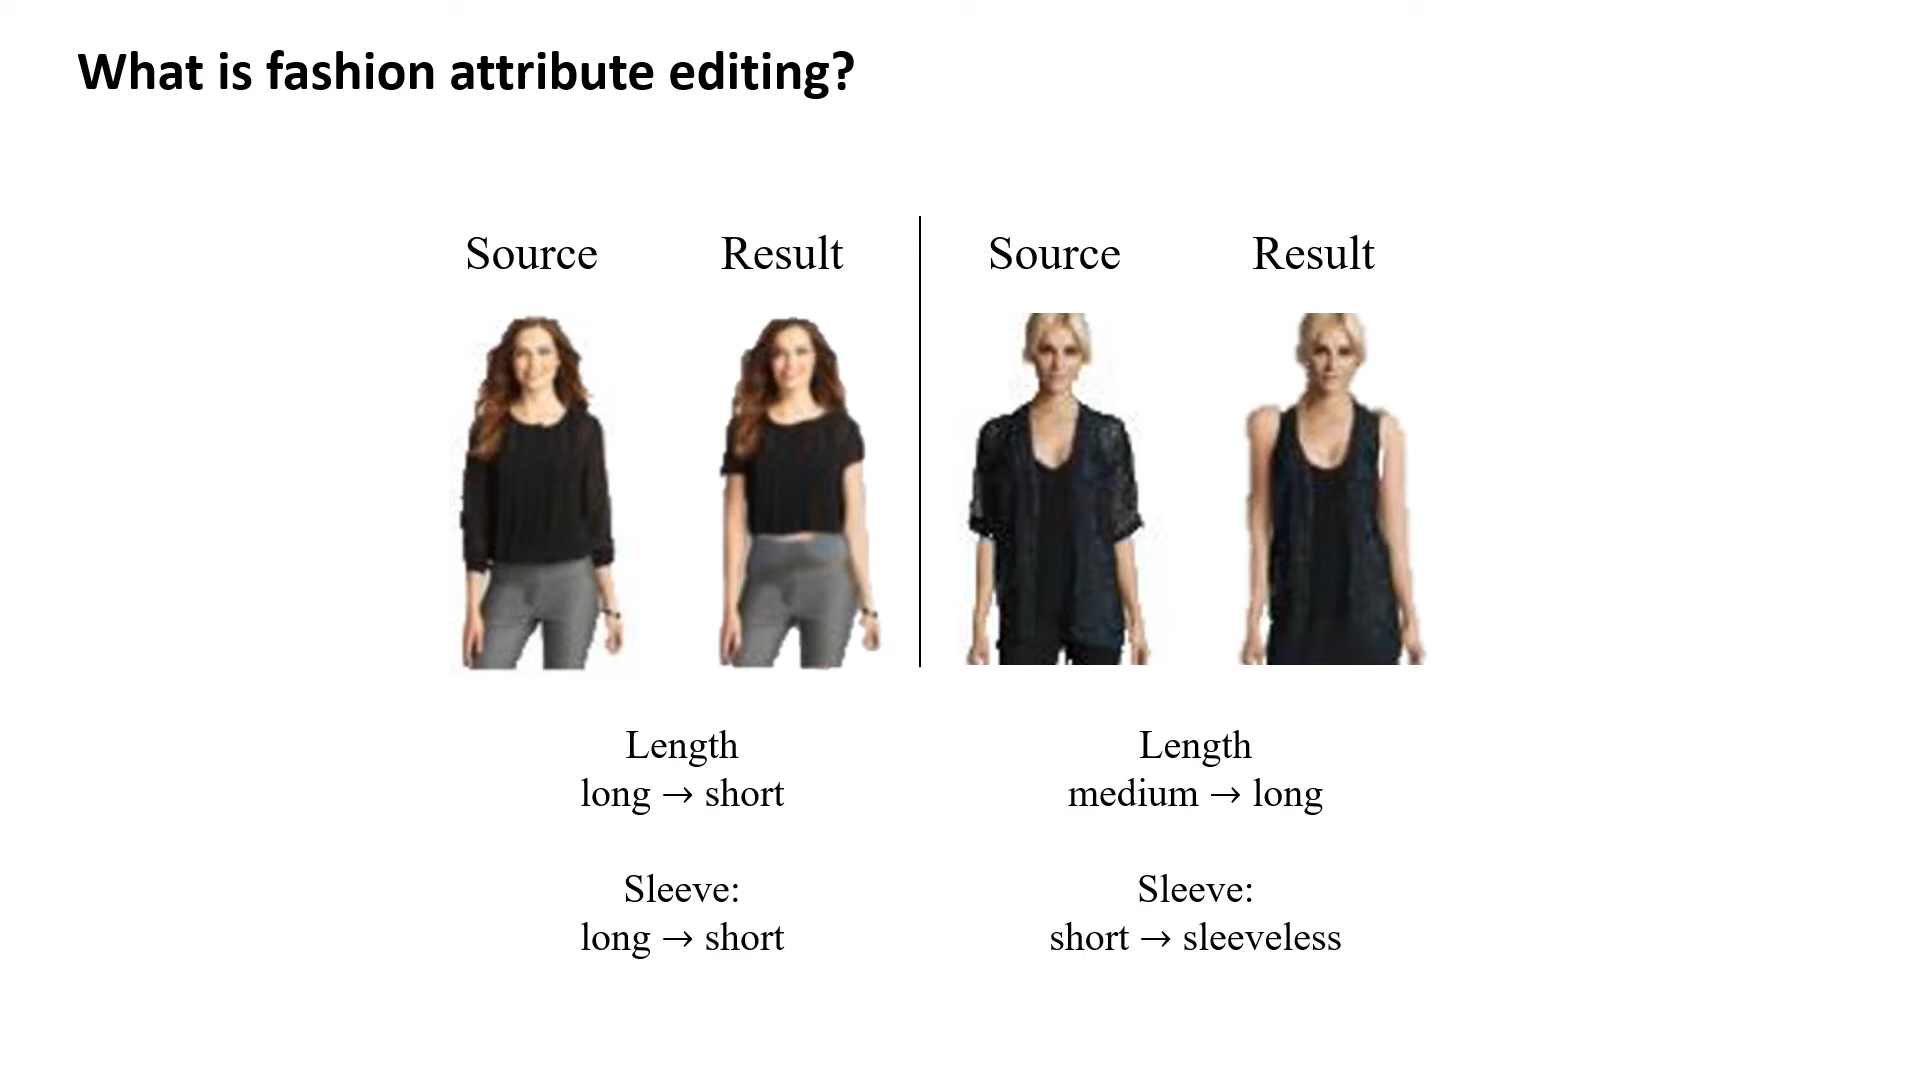 What is fashion attribute editing?
Source Result Source Result
Length
long → short
Sleeve:
long → short
Length
medium → long
Sleeve:
short → sleeveless